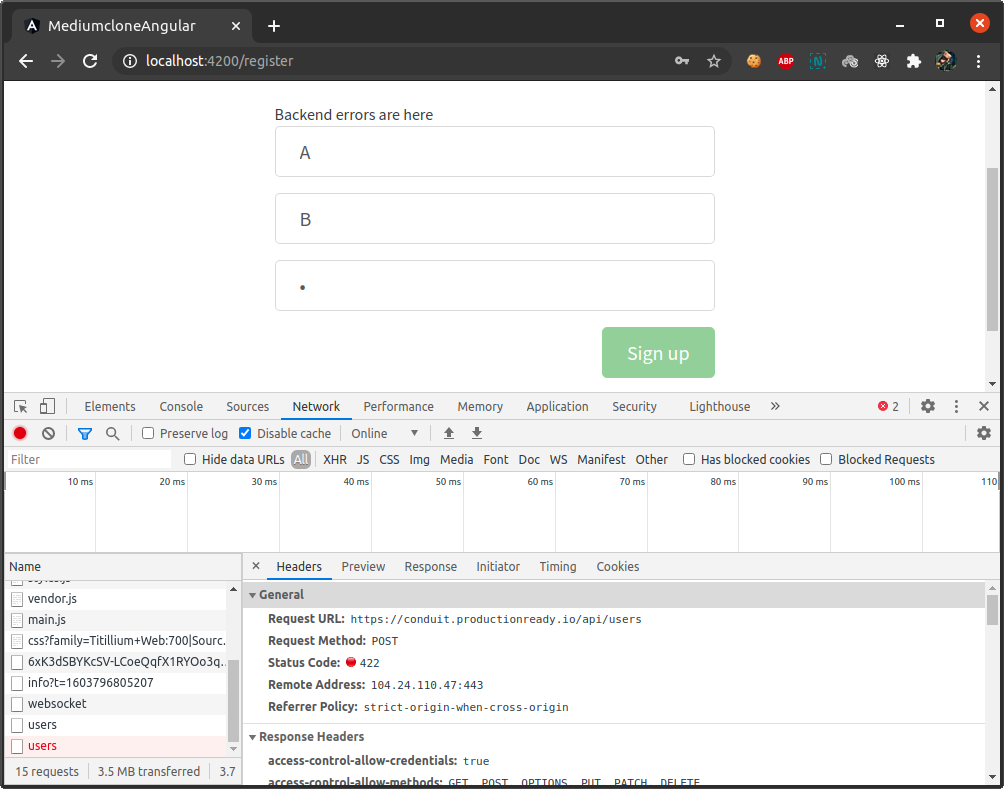 MediumcloneAngular
localhost:4200/register
ABP
N
Backend errors are here
A
B
•
Sign up
Elements Console Sources Network Performance Memory Application Security Lighthouse » 2
Preserve log Disable cache Online
Filter Hide data URLs All XHR JS CSS Img Media Font Doc WS Manifest Other Has blocked cookies Blocked Requests
10 ms 20 ms 30 ms 40 ms 50 ms 60 ms 70 ms 80 ms 90 ms 100 ms 110
Name
vendor.js
main.js
css?family=Titillium+Web:700|Sourc...
6xK3dSBYKcSV-LCoeQqfX1RYOo3q...
info?t=1603796805207
websocket
users
users
15 requests 3.5 MB transferred 3.7
Headers Preview Response Initiator Timing Cookies
General
Request URL: https://conduit.productionready.io/api/users
Request Method: POST
Status Code: 422
Remote Address: 104.24.110.47:443
Referrer Policy: strict-origin-when-cross-origin
Response Headers
access-control-allow-credentials: true
access-control-allow-methods: GET, POST, OPTIONS, PUT, PATCH, DELETE